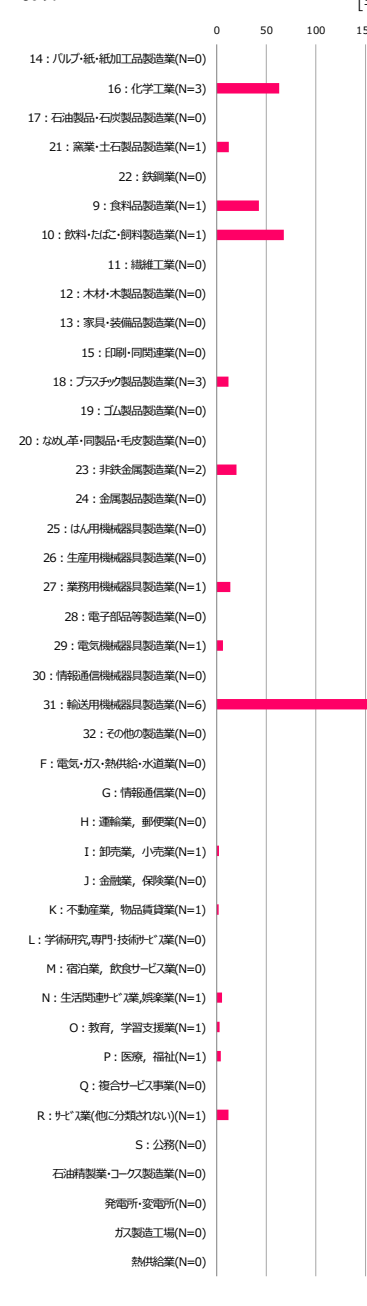 0 50 100 15
14：パルプ・紙・紙加工品製造業(N=0)
16：化学工業(N=3)
17：石油製品・石炭製品製造業(N=0)
21：窯業・土石製品製造業(N=1)
22：鉄鋼業(N=0)
9：食料品製造業(N=1)
10：飲料・たばこ・飼料製造業(N=1)
11：繊維工業(N=0)
12：木材・木製品製造業(N=0)
13：家具・装備品製造業(N=0)
15：印刷・同関連業(N=0)
18：プラスチック製品製造業(N=3)
19：ゴム製品製造業(N=0)
20：なめし革・同製品・毛皮製造業(N=0)
23：非鉄金属製造業(N=2)
24：金属製品製造業(N=0)
25：はん用機械器具製造業(N=0)
26：生産用機械器具製造業(N=0)
27：業務用機械器具製造業(N=1)
28：電子部品等製造業(N=0)
29：電気機械器具製造業(N=1)
30：情報通信機械器具製造業(N=0)
31：輸送用機械器具製造業(N=6)
32：その他の製造業(N=0)
F：電気・ガス・熱供給・水道業(N=0)
G：情報通信業(N=0)
H：運輸業，郵便業(N=0)
I：卸売業，小売業(N=1)
J：金融業，保険業(N=0)
K：不動産業，物品賃貸業(N=1)
L：学術研究,専門・技術ｻｰﾋﾞｽ業(N=0)
M：宿泊業，飲食サービス業(N=0)
N：生活関連ｻｰﾋﾞｽ業,娯楽業(N=1)
O：教育，学習支援業(N=1)
P：医療，福祉(N=1)
Q：複合サービス事業(N=0)
R：ｻｰﾋﾞｽ業(他に分類されない)(N=1)
S：公務(N=0)
石油精製業・コークス製造業(N=0)
発電所・変電所(N=0)
ガス製造工場(N=0)
熱供給業(N=0)